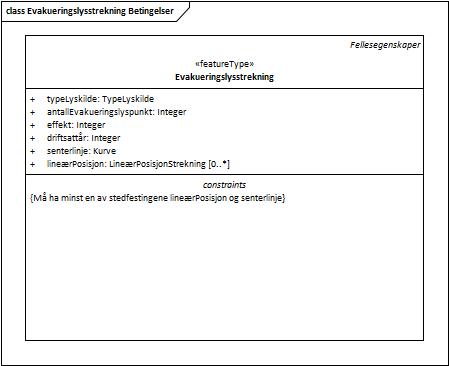 class Evakueringslysstrekning Betingelser
Fellesegenskaper
«featureType»
Evakueringslysstrekning
+ typeLyskilde: TypeLyskilde
+ antallEvakueringslyspunkt: Integer
+ effekt: Integer
+ driftsattår: Integer
+ senterlinje: Kurve
+ lineærPosisjon: LineærPosisjonStrekning [0..*]
constraints
{Må ha minst en av stedfestingene lineærPosisjon og senterlinje}